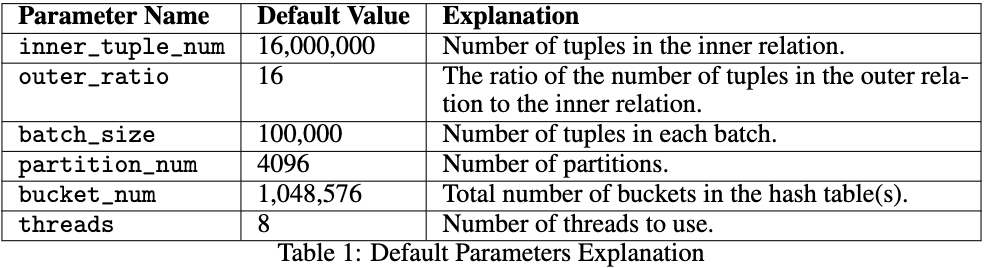 Parameter Name Default Value Explanation
inner_tuple_num 16,000,000 Number of tuples in the inner relation.
outer_ratio 16 The ratio of the number of tuples in the outer rela-
tion to the inner relation.
batch_size 100,000 Number of tuples in each batch.
partition_num 4096 Number of partitions.
bucket_num 1,048,576 Total number of buckets in the hash table(s).
threads 8 Number of threads to use.
Table 1: Default Parameters Explanation